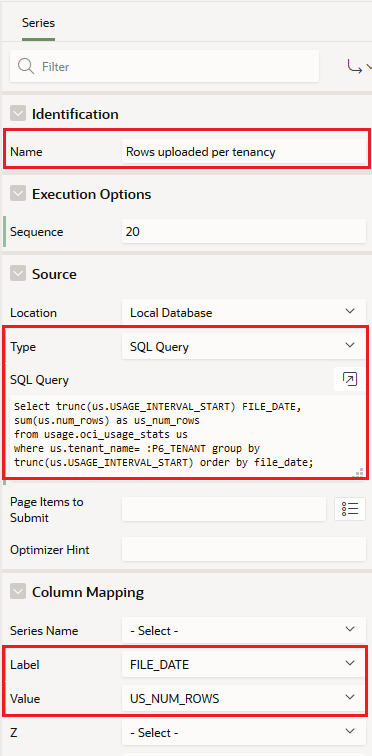 Series
Filter
Identification
Name Rows uploaded per tenancy
Execution Options
Sequence 20
Source
Location Local Database
Type SQL Query
SQL Query
Select trunc(us.USAGE_INTERVAL_START) FILE_DATE,
sum(us.num_rows) as us_num_rows
from usage.oci_usage_stats us
where us.tenant_name= :P6_TENANT group by
trunc(us.USAGE_INTERVAL_START) order by file_date;
Page Items to
Submit
Optimizer Hint
Column Mapping
Series Name - Select -
Label FILE_DATE
Value US_NUM_ROWS
Z - Select -